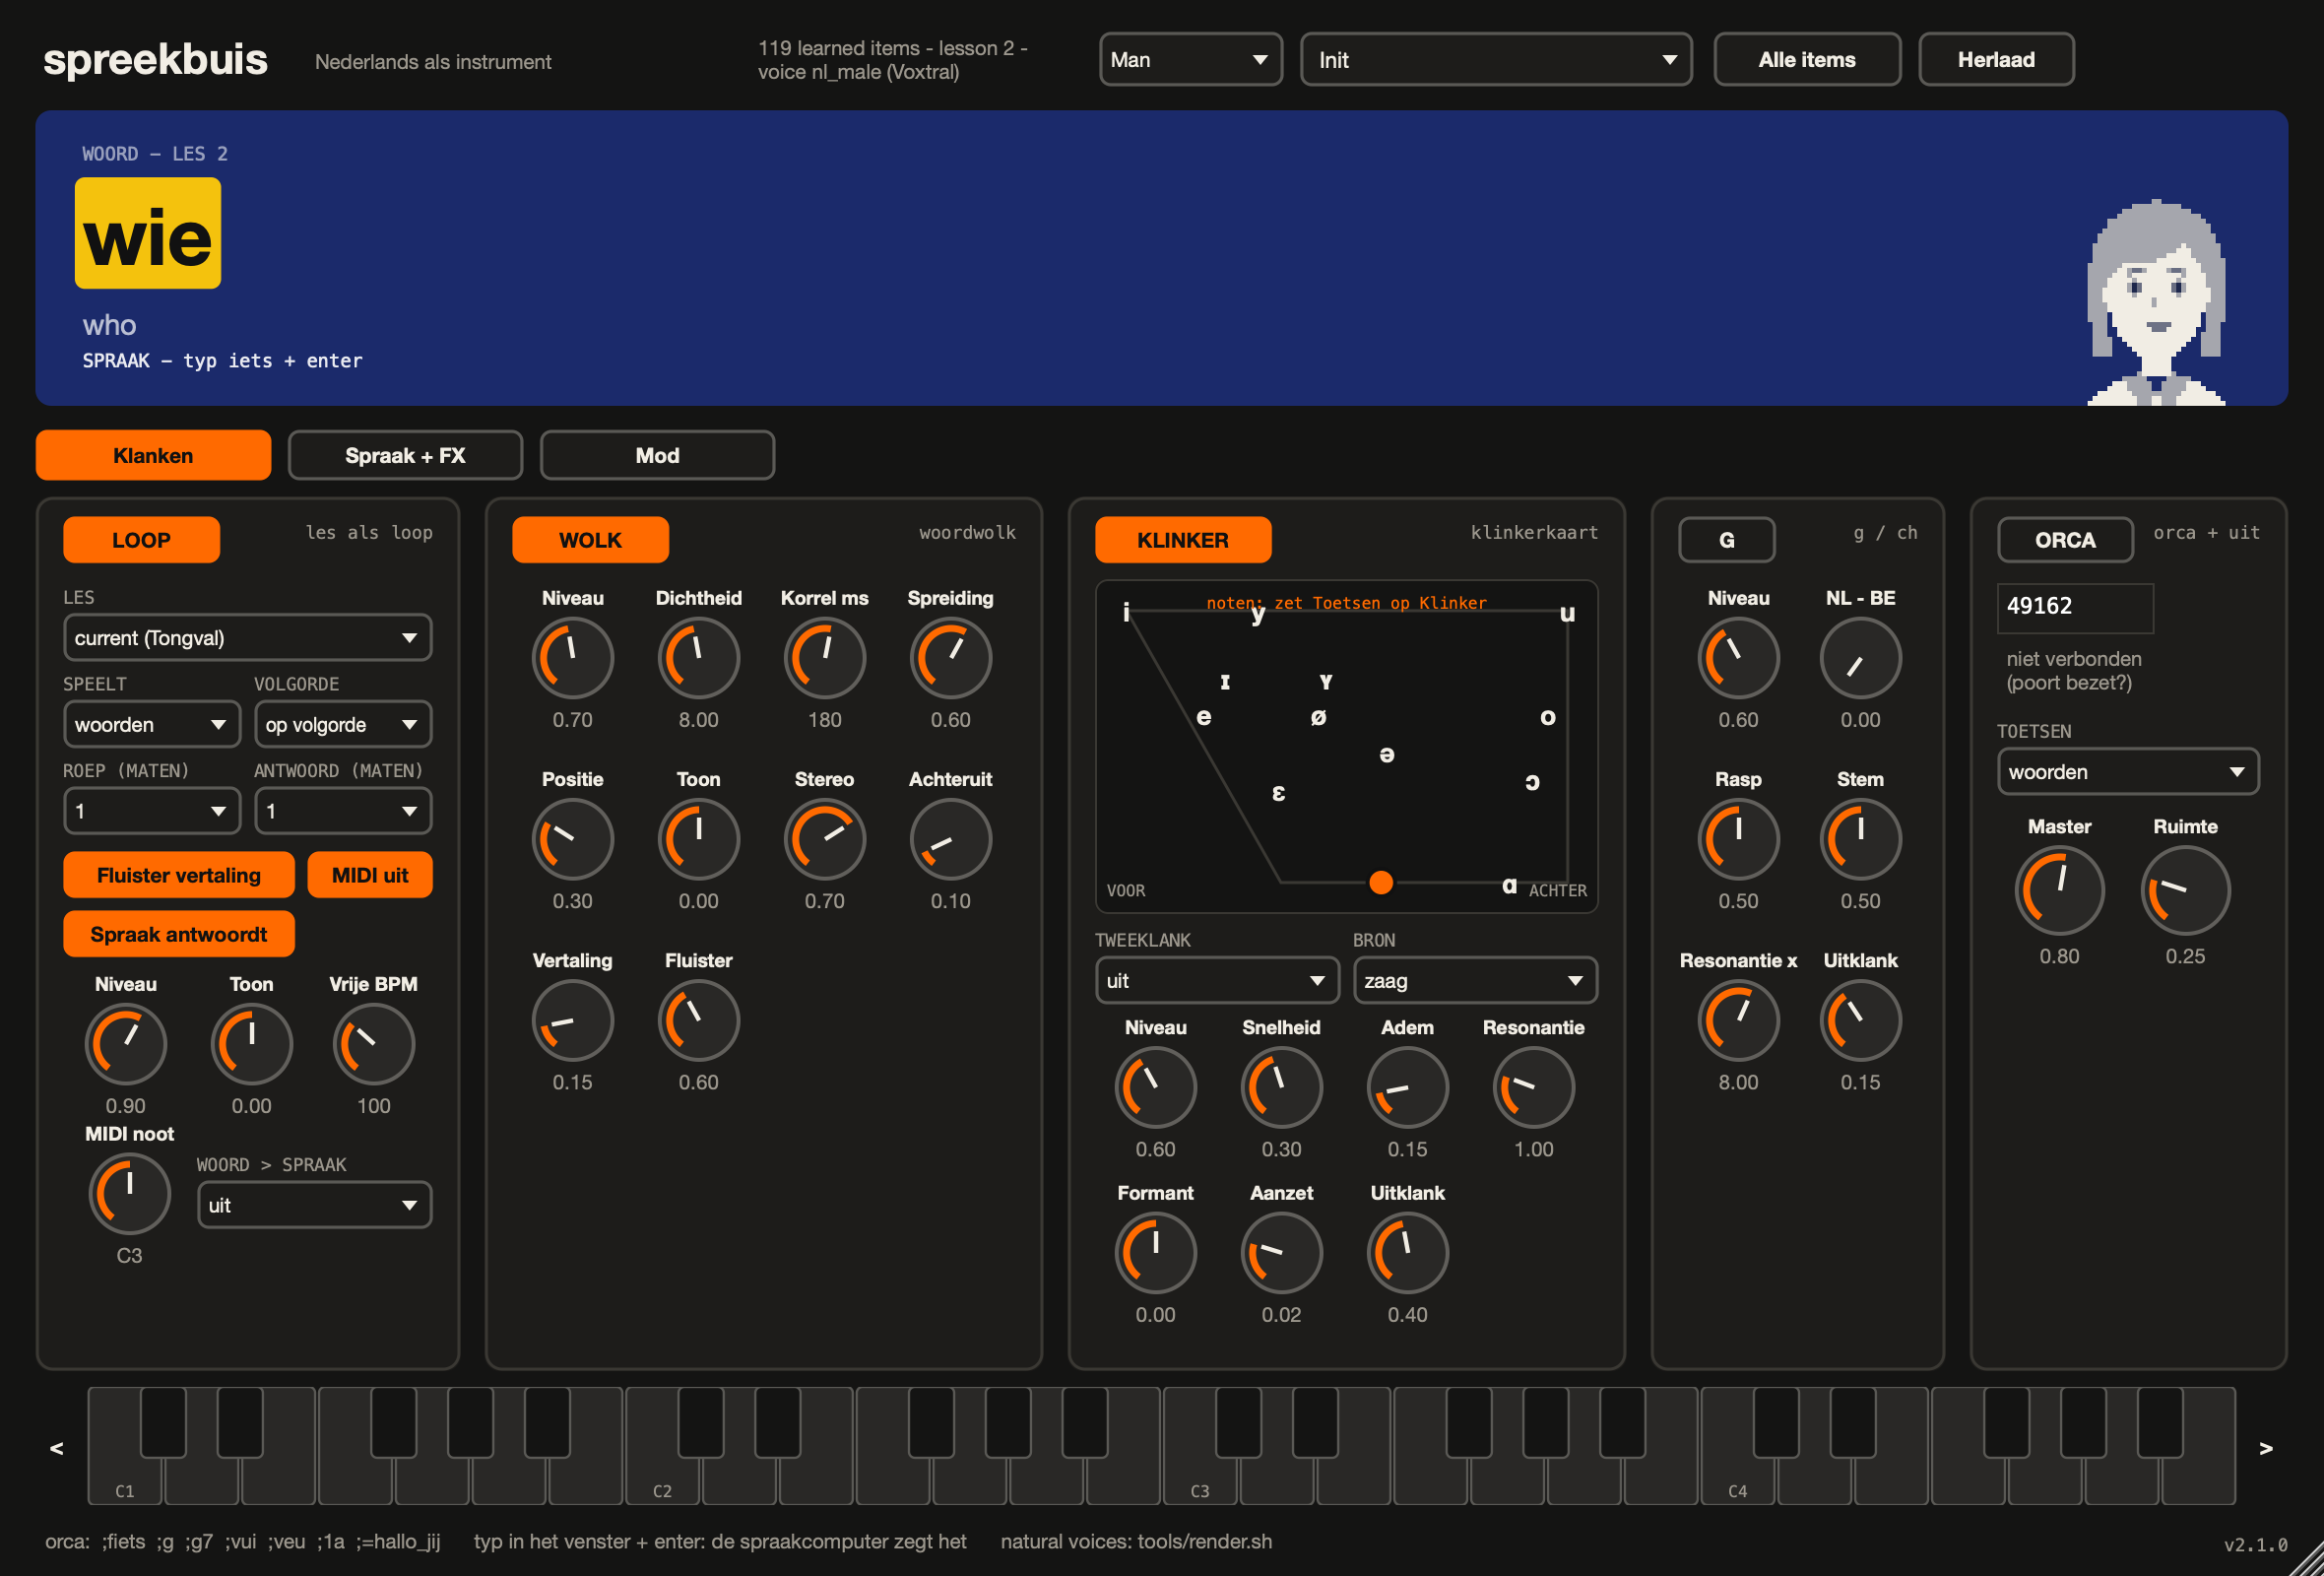 spreekbuis
Nederlands als instrument
119 learned items - lesson 2 -
voice nl_male (Voxtral)
Man
Init
Alle items
Herlaad
WOORD – LES 2
wie
who
SPRAAK – typ iets + enter
Klanken
Spraak + FX
Mod
LOOP
les als loop
LES
current (Tongval)
SPEELT
VOLGORDE
woorden
op volgorde
ROEP (MATEN)
ANTWOORD (MATEN)
1
1
Fluister vertaling
MIDI uit
Spraak antwoordt
Niveau
Toon
Vrije BPM
0.90
0.00
100
MIDI noot
WOORD > SPRAAK
uit
C3
WOLK
woordwolk
Niveau
Dichtheid
Korrel ms
Spreiding
0.70
8.00
180
0.60
Positie
Toon
Stereo
Achteruit
0.30
0.00
0.70
0.10
Vertaling
Fluister
0.15
0.60
KLINKER
klinkerkaart
noten: zet Toetsen op Klinker
i
y
u
ɪ
ʏ
e
ø
o
ə
ɛ
ɔ
ɑ
VOOR
ACHTER
TWEEKLANK
BRON
uit
zaag
Niveau
Snelheid
Adem
Resonantie
0.60
0.30
0.15
1.00
Formant
Aanzet
Uitklank
0.00
0.02
0.40
G
g / ch
Niveau
NL - BE
0.60
0.00
Rasp
Stem
0.50
0.50
Resonantie x
Uitklank
8.00
0.15
ORCA
orca + uit
49162
niet verbonden
(poort bezet?)
TOETSEN
woorden
Master
Ruimte
0.80
0.25
<
C1
C2
C3
C4
>
orca: ;fiets ;g ;g7 ;vui ;veu ;1a ;=hallo_jij
typ in het venster + enter: de spraakcomputer zegt het
natural voices: tools/render.sh
v2.1.0